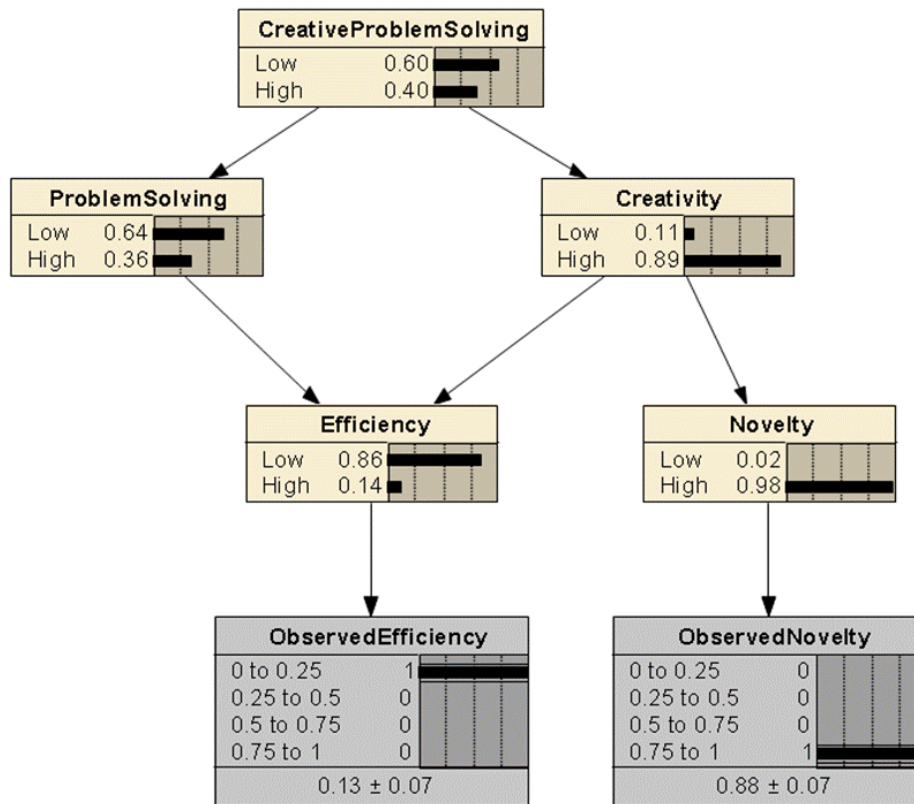 CreativeProblemSolving
Low 0.60
High 0.40
ProblemSolving
Low 0.64
High 0.36
Creativity
Low 0.11
High 0.89
Efficiency
Low 0.86
High 0.14
Novelty
Low 0.02
High 0.98
ObservedEfficiency
0 to 0.25 1
0.25 to 0.5 0
0.5 to 0.75 0
0.75 to 1 0
0.13 ± 0.07
ObservedNovelty
0 to 0.25 0
0.25 to 0.5 0
0.5 to 0.75 0
0.75 to 1 1
0.88 ± 0.07